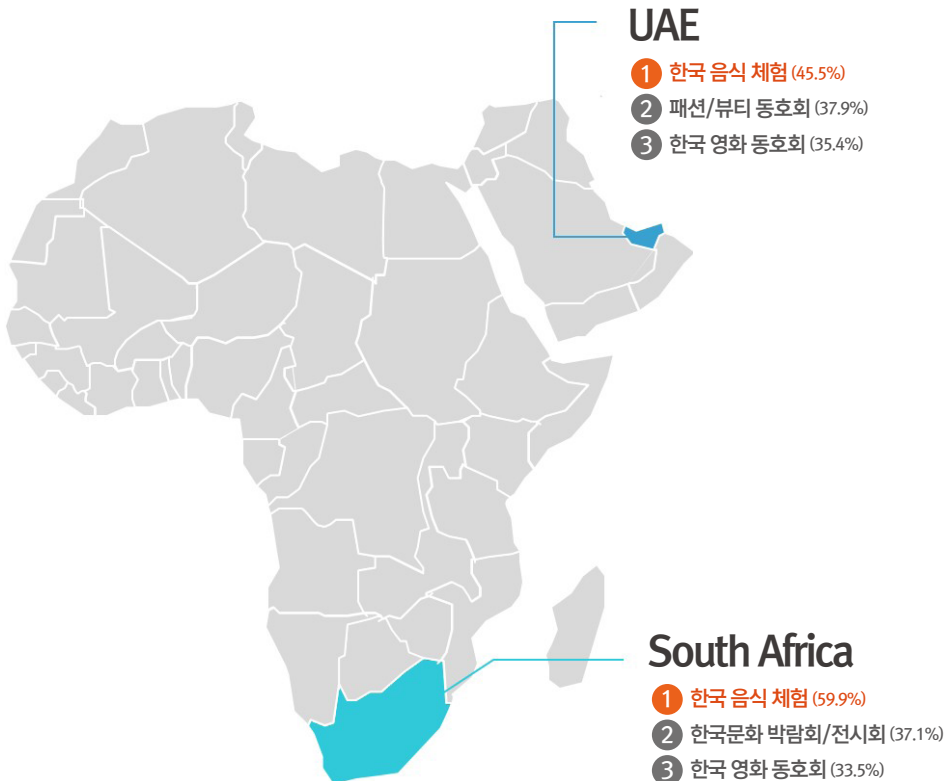 UAE
1 한국 음식 체험 (45.5%)
2 패션/뷰티 동호회 (37.9%)
3 한국 영화 동호회 (35.4%)
South Africa
1 한국 음식 체험 (59.9%)
2 한국문화 박람회/전시회 (37.1%)
3 한국 영화 동호회 (33.5%)